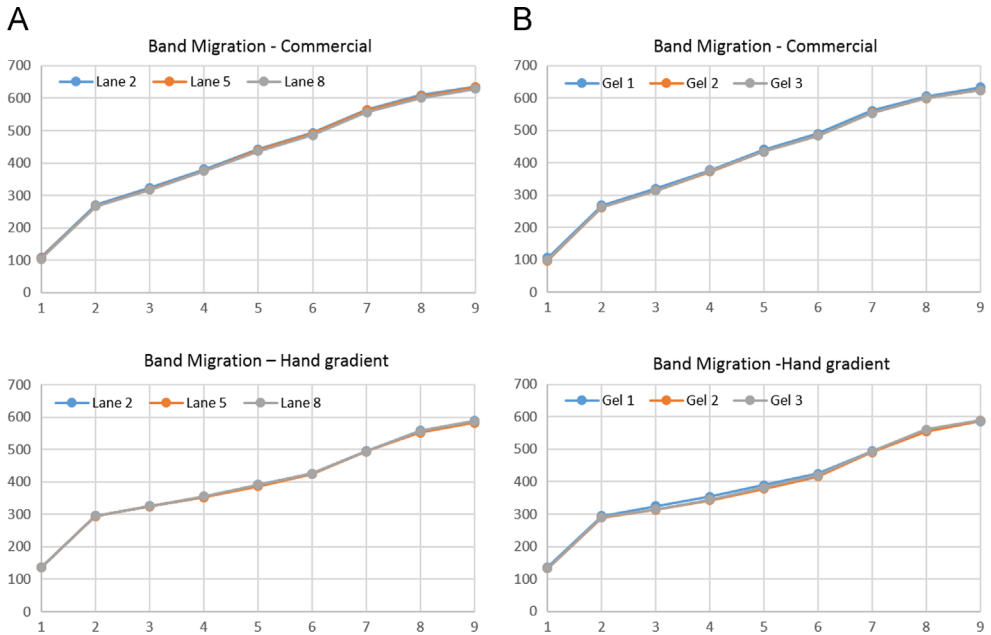 A
B
Band Migration - Commercial
Lane 2 Lane 5 Lane 8
700
600
500
400
300
200
100
0
1 2 3 4 5 6 7 8 9
Band Migration - Commercial
Gel 1 Gel 2 Gel 3
700
600
500
400
300
200
100
0
1 2 3 4 5 6 7 8 9
Band Migration – Hand gradient
Lane 2 Lane 5 Lane 8
700
600
500
400
300
200
100
0
1 2 3 4 5 6 7 8 9
Band Migration -Hand gradient
Gel 1 Gel 2 Gel 3
700
600
500
400
300
200
100
0
1 2 3 4 5 6 7 8 9